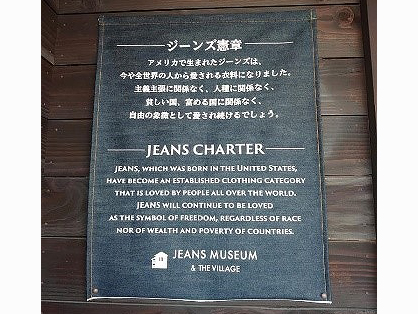 ジーンズ憲章
アメリカで生まれたジーンズは、
今や全世界の人から愛される衣料になりました。
主義主張に関係なく、人種に関係なく、
貧しい国、富める国に関係なく、
自由の象徴として愛され続けるでしょう。
JEANS CHARTER
JEANS, WHICH WAS BORN IN THE UNITED STATES,
HAVE BECOME AN ESTABLISHED CLOTHING CATEGORY
THAT IS LOVED BY PEOPLE ALL OVER THE WORLD.
JEANS WILL CONTINUE TO BE LOVED
AS THE SYMBOL OF FREEDOM, REGARDLESS OF RACE
NOR OF WEALTH AND POVERTY OF COUNTRIES.
JEANS MUSEUM
& THE VILLAGE